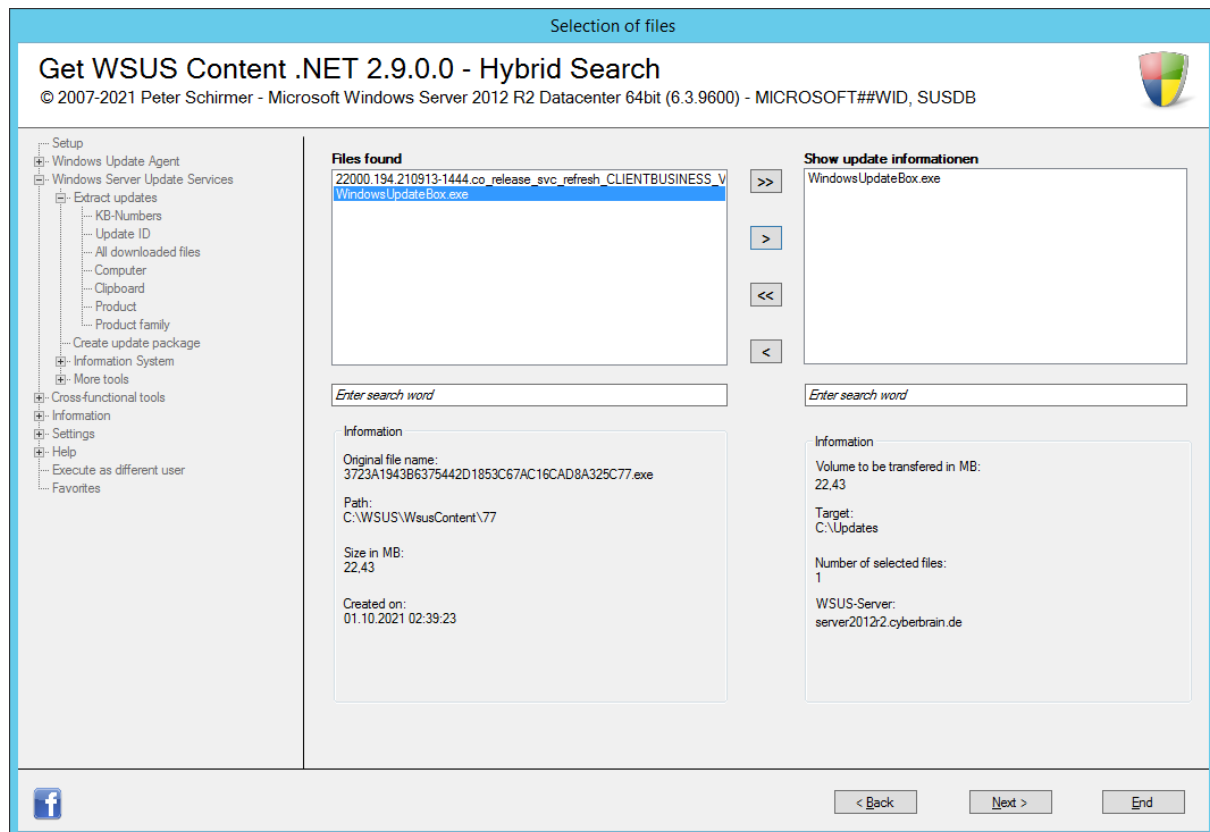 Selection of files
Get WSUS Content .NET 2.9.0.0 - Hybrid Search
© 2007-2021 Peter Schirmer - Microsoft Windows Server 2012 R2 Datacenter 64bit (6.3.9600) - MICROSOFT##WID, SUSDB
Setup
Windows Update Agent
Windows Server Update Services
Extract updates
KB-Numbers
Update ID
All downloaded files
Computer
Clipboard
Product
Product family
Create update package
Information System
More tools
Cross-functional tools
Information
Settings
Help
Execute as different user
Favorites
Files found
22000.194.210913-1444.co_release_svc_refresh_CLIENTBUSINESS_V
WindowsUpdateBox.exe
Enter search word
Information
Original file name:
3723A1943B6375442D1853C67AC16CAD8A325C77.exe
Path:
C:\WSUS\WsusContent\77
Size in MB:
22,43
Created on:
01.10.2021 02:39:23
>>
>
<<
<
Show update informationen
WindowsUpdateBox.exe
Enter search word
Information
Volume to be transfered in MB:
22,43
Target:
C:\Updates
Number of selected files:
1
WSUS-Server:
server2012r2.cyberbrain.de
f
< Back
Next >
End